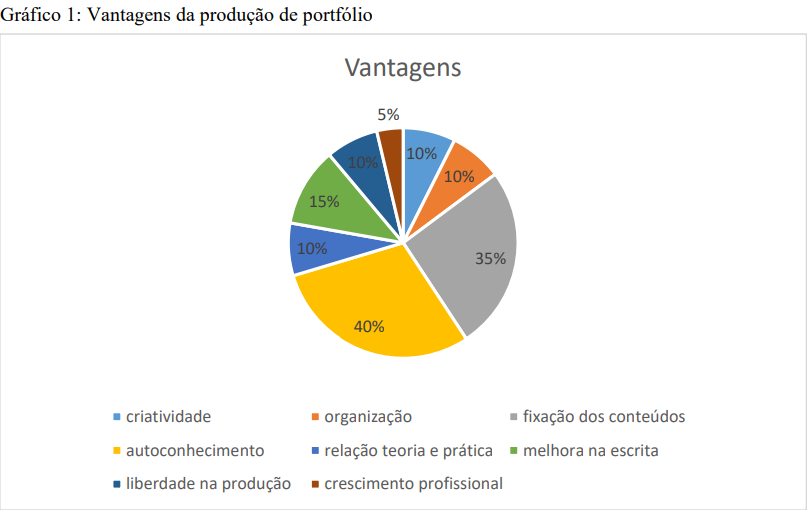 Gráfico 1: Vantagens da produção de portfólio
Vantagens
5%
10%
10%
10%
15%
35%
10%
40%
criatividade
organização
fixação dos conteúdos
autoconhecimento
relação teoria e prática
melhora na escrita
liberdade na produção
crescimento profissional